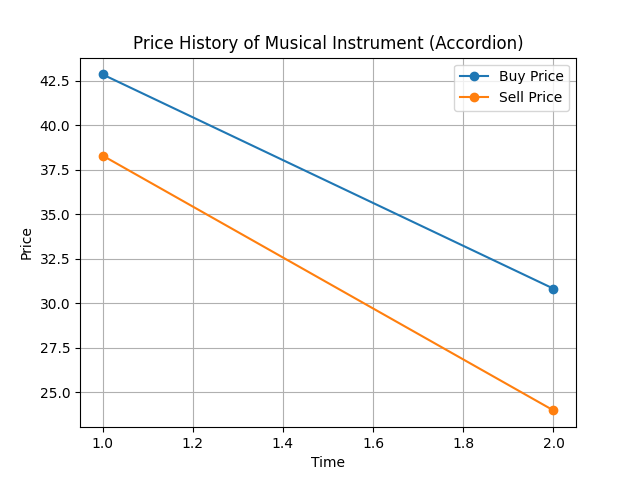 Price History of Musical Instrument (Accordion)
Buy Price
Sell Price
42.5
40.0
37.5
35.0
32.5
30.0
27.5
25.0
Price
1.0 1.2 1.4 1.6 1.8 2.0
Time